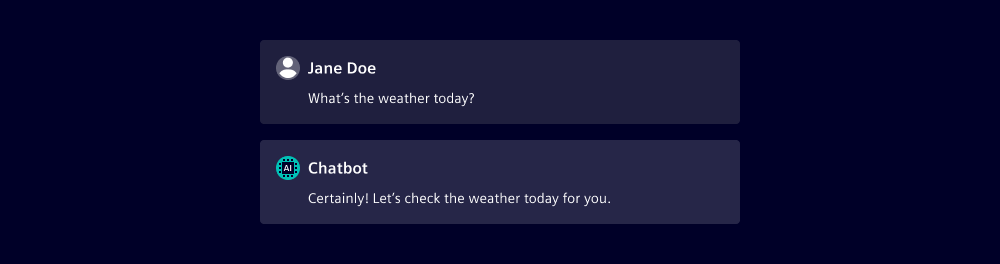 Jane Doe
What’s the weather today?
AI
Chatbot
Certainly! Let’s check the weather today for you.